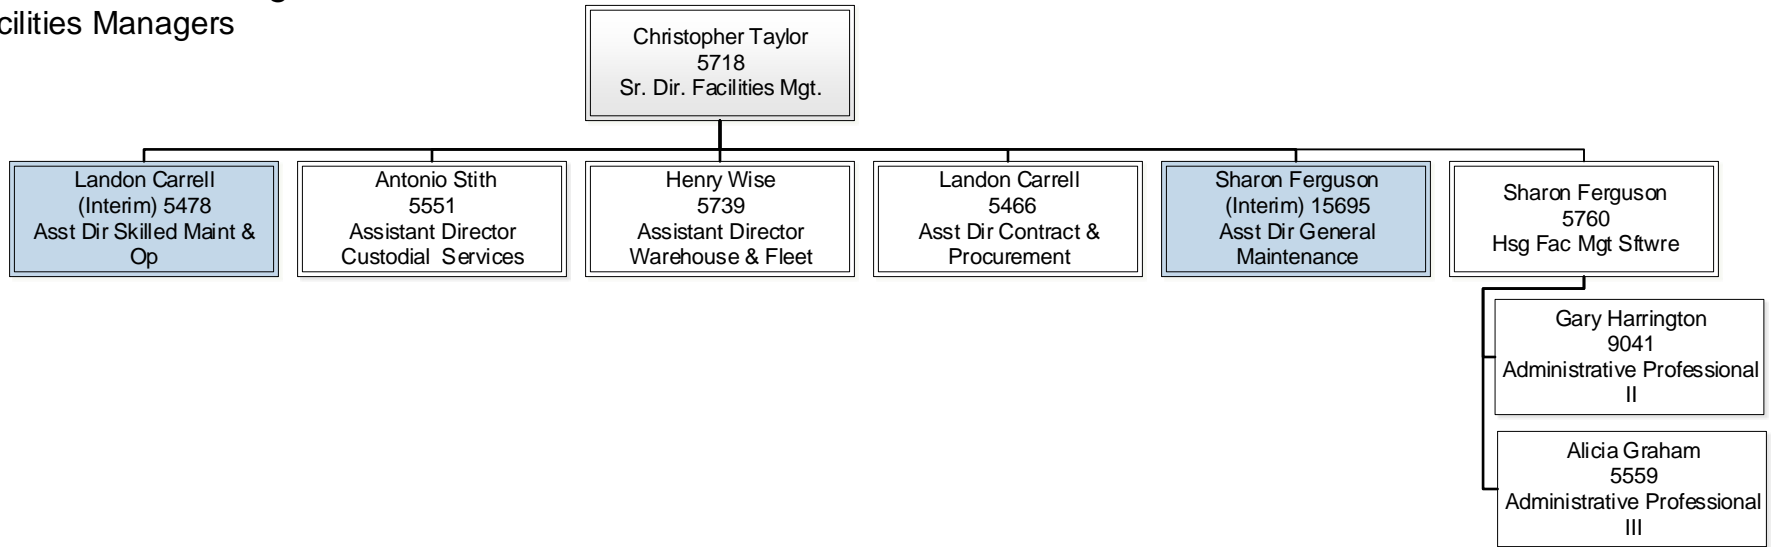 cilities Managers
Christopher Taylor
5718
Sr. Dir. Facilities Mgt.
Landon Carrell
(Interim) 5478
Asst Dir Skilled Maint &
Op
Antonio Stith
5551
Assistant Director
Custodial Services
Henry Wise
5739
Assistant Director
Warehouse & Fleet
Landon Carrell
5466
Asst Dir Contract &
Procurement
Sharon Ferguson
(Interim) 15695
Asst Dir General
Maintenance
Sharon Ferguson
5760
Hsg Fac Mgt Sftwre
Gary Harrington
9041
Administrative Professional
II
Alicia Graham
5559
Administrative Professional
III